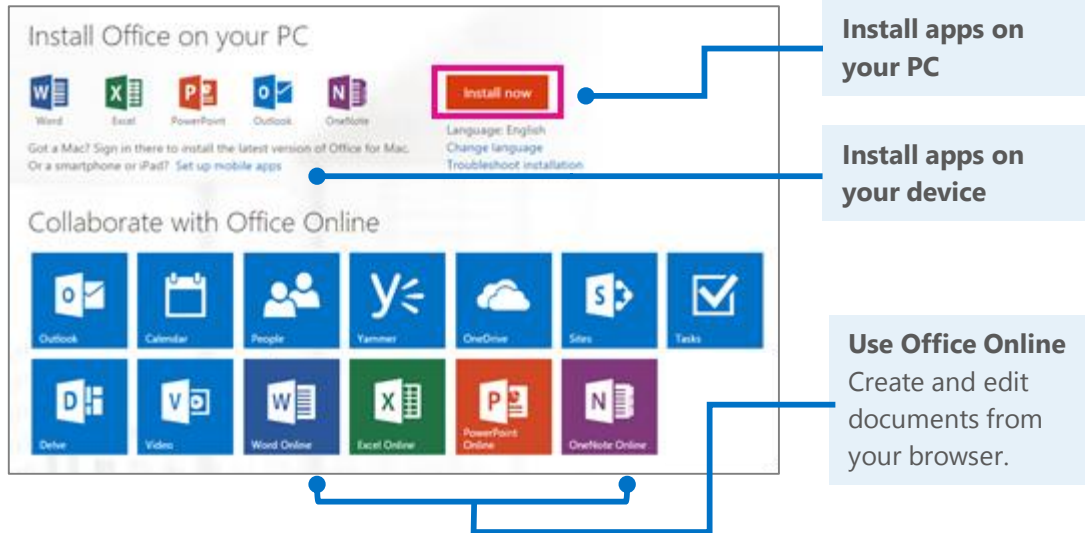 Install Office on your PC
Install now
Word Excel PowerPoint Outlook OneNote
Language: English
Got a Mac? Sign in there to install the latest version of Office for Mac.
Change language
Or a smartphone or iPad? Set up mobile apps
Troubleshoot installation
Collaborate with Office Online
Outlook Calendar People Yammer OneDrive Sites Tasks
Delve Video Word Online Excel Online PowerPoint
Online
OneNote Online
Install apps on
your PC
Install apps on
your device
Use Office Online
Create and edit
documents from
your browser.